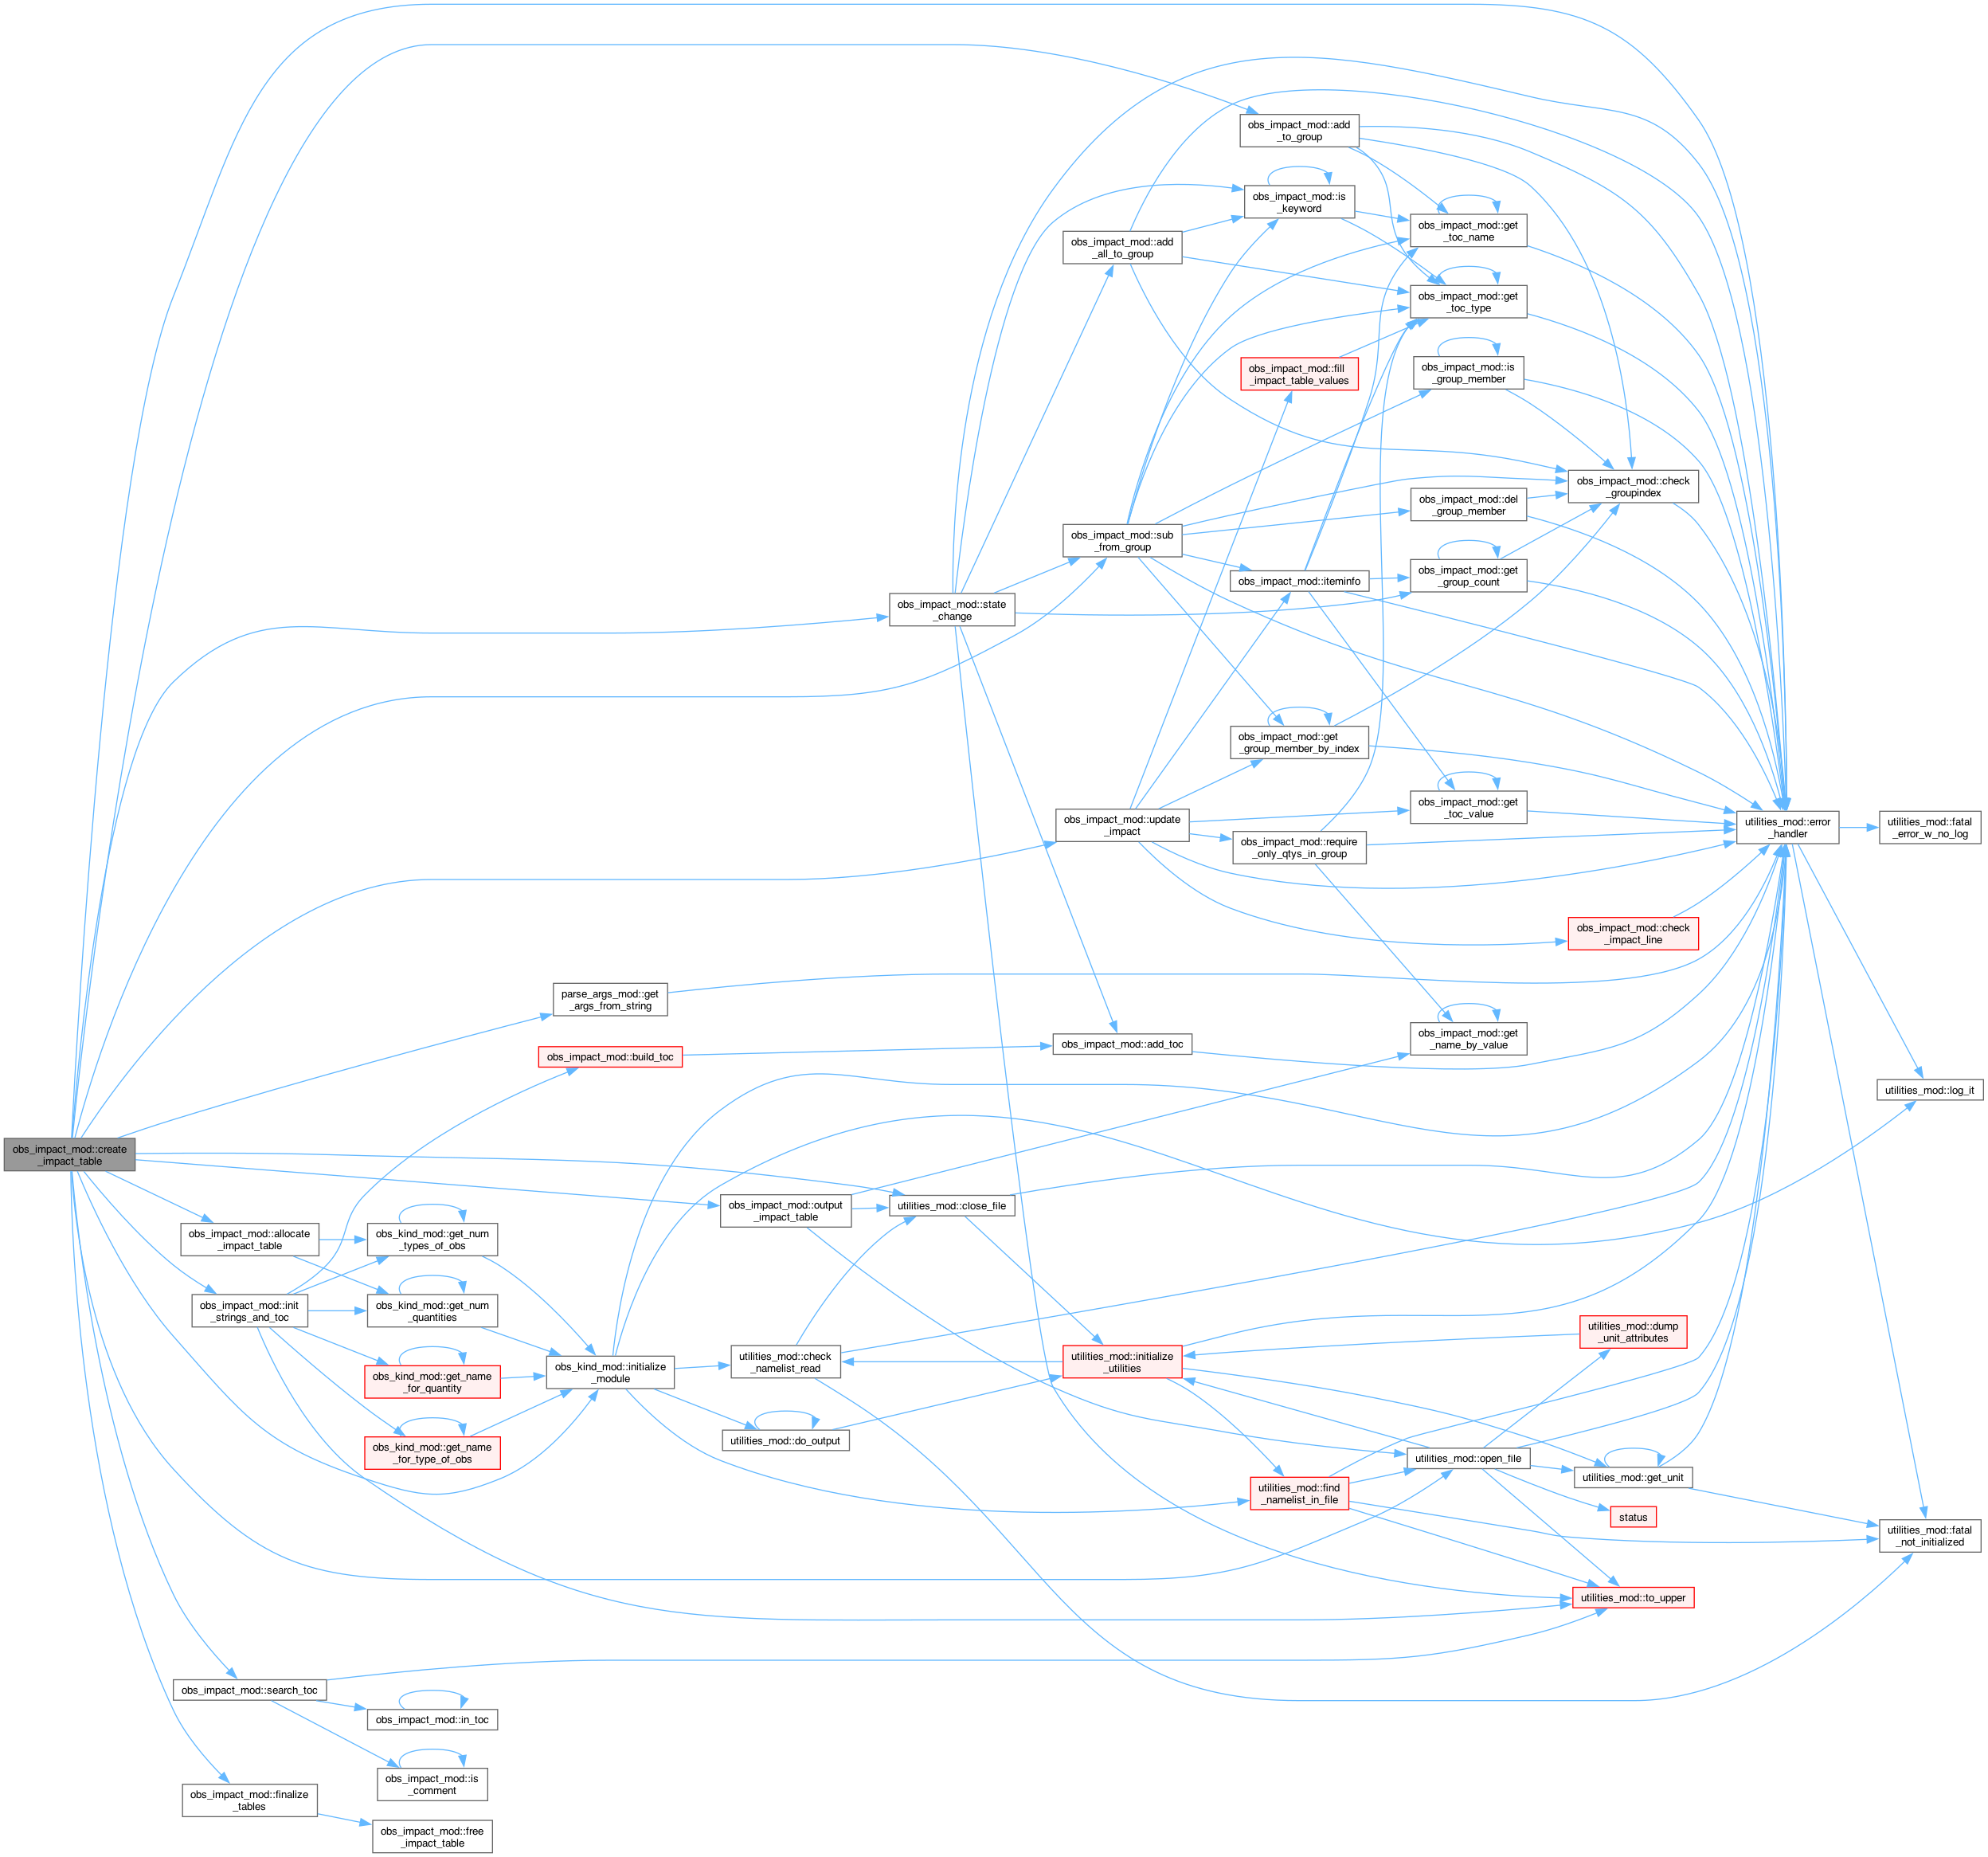 obs_impact_mod::add
_to_group
obs_impact_mod::is
_keyword
obs_impact_mod::get
_toc_name
obs_impact_mod::add
_all_to_group
obs_impact_mod::get
_toc_type
obs_impact_mod::fill
_impact_table_values
obs_impact_mod::is
_group_member
obs_impact_mod::check
_groupindex
obs_impact_mod::del
_group_member
obs_impact_mod::sub
_from_group
obs_impact_mod::iteminfo
obs_impact_mod::get
_group_count
obs_impact_mod::state
_change
obs_impact_mod::get
_group_member_by_index
obs_impact_mod::get
_toc_value
obs_impact_mod::update
_impact
utilities_mod::error
_handler
utilities_mod::fatal
_error_w_no_log
obs_impact_mod::require
_only_qtys_in_group
obs_impact_mod::check
_impact_line
parse_args_mod::get
_args_from_string
obs_impact_mod::get
_name_by_value
obs_impact_mod::add_toc
obs_impact_mod::build_toc
utilities_mod::log_it
obs_impact_mod::create
_impact_table
obs_impact_mod::output
_impact_table
utilities_mod::close_file
obs_impact_mod::allocate
_impact_table
obs_kind_mod::get_num
_types_of_obs
obs_impact_mod::init
_strings_and_toc
obs_kind_mod::get_num
_quantities
utilities_mod::dump
_unit_attributes
utilities_mod::check
_namelist_read
utilities_mod::initialize
_utilities
obs_kind_mod::initialize
_module
obs_kind_mod::get_name
_for_quantity
utilities_mod::do_output
obs_kind_mod::get_name
_for_type_of_obs
utilities_mod::open_file
utilities_mod::get_unit
utilities_mod::find
_namelist_in_file
status
utilities_mod::fatal
_not_initialized
utilities_mod::to_upper
obs_impact_mod::search_toc
obs_impact_mod::in_toc
obs_impact_mod::is
_comment
obs_impact_mod::finalize
_tables
obs_impact_mod::free
_impact_table